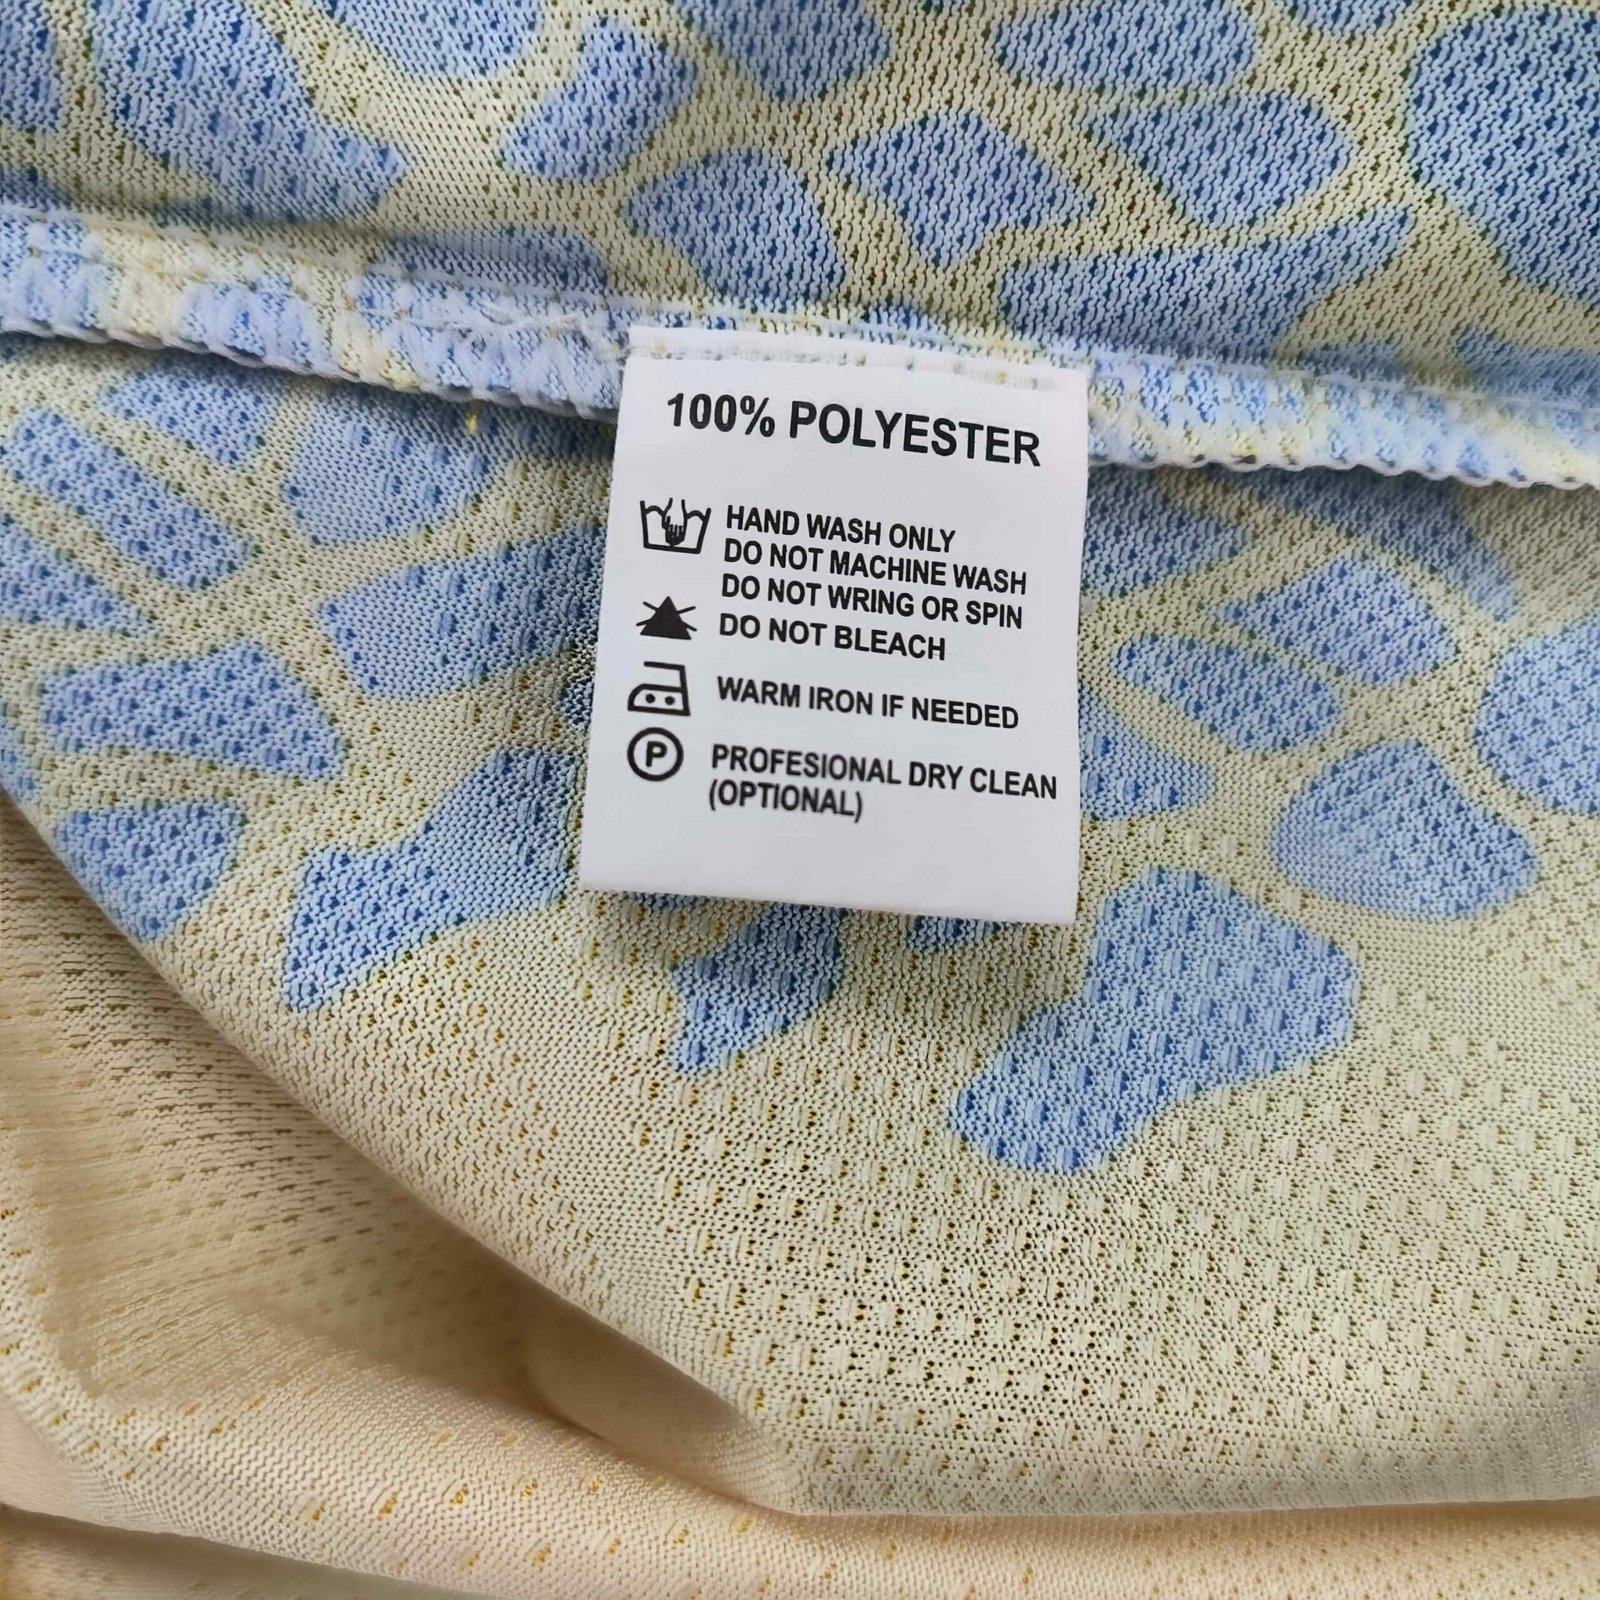 100% POLYESTER
HAND WASH ONLY
DO NOT MACHINE WASH
DO NOT WRING OR SPIN
DO NOT BLEACH
WARM IRON IF NEEDED
P
PROFESIONAL DRY CLEAN
(OPTIONAL)